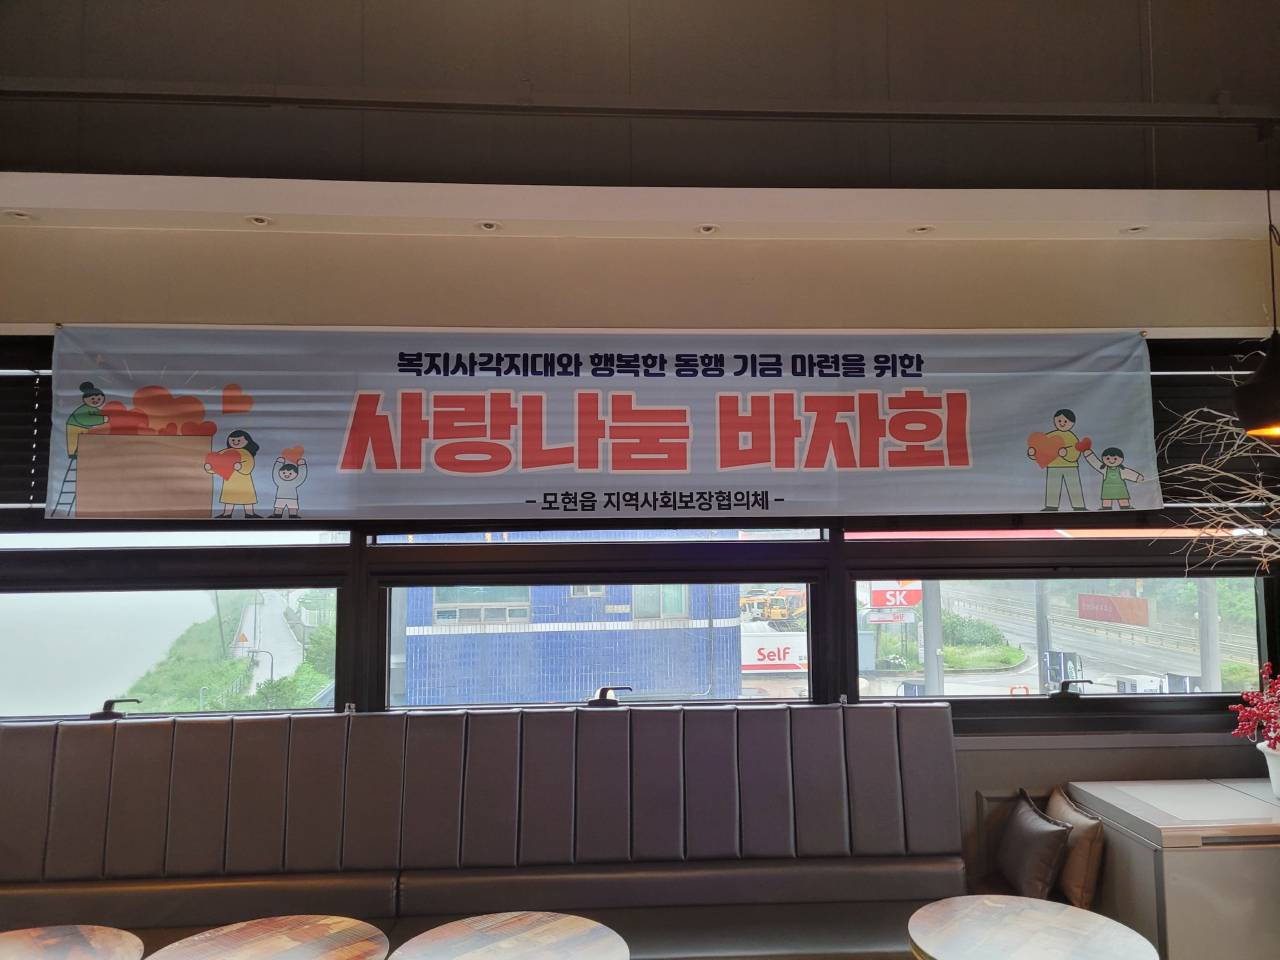 복지사각지대와 행복한 동행 기금 마련을 위한
사랑나눔 바자회
- 모현읍 지역사회보장협의체 -
SK
Self